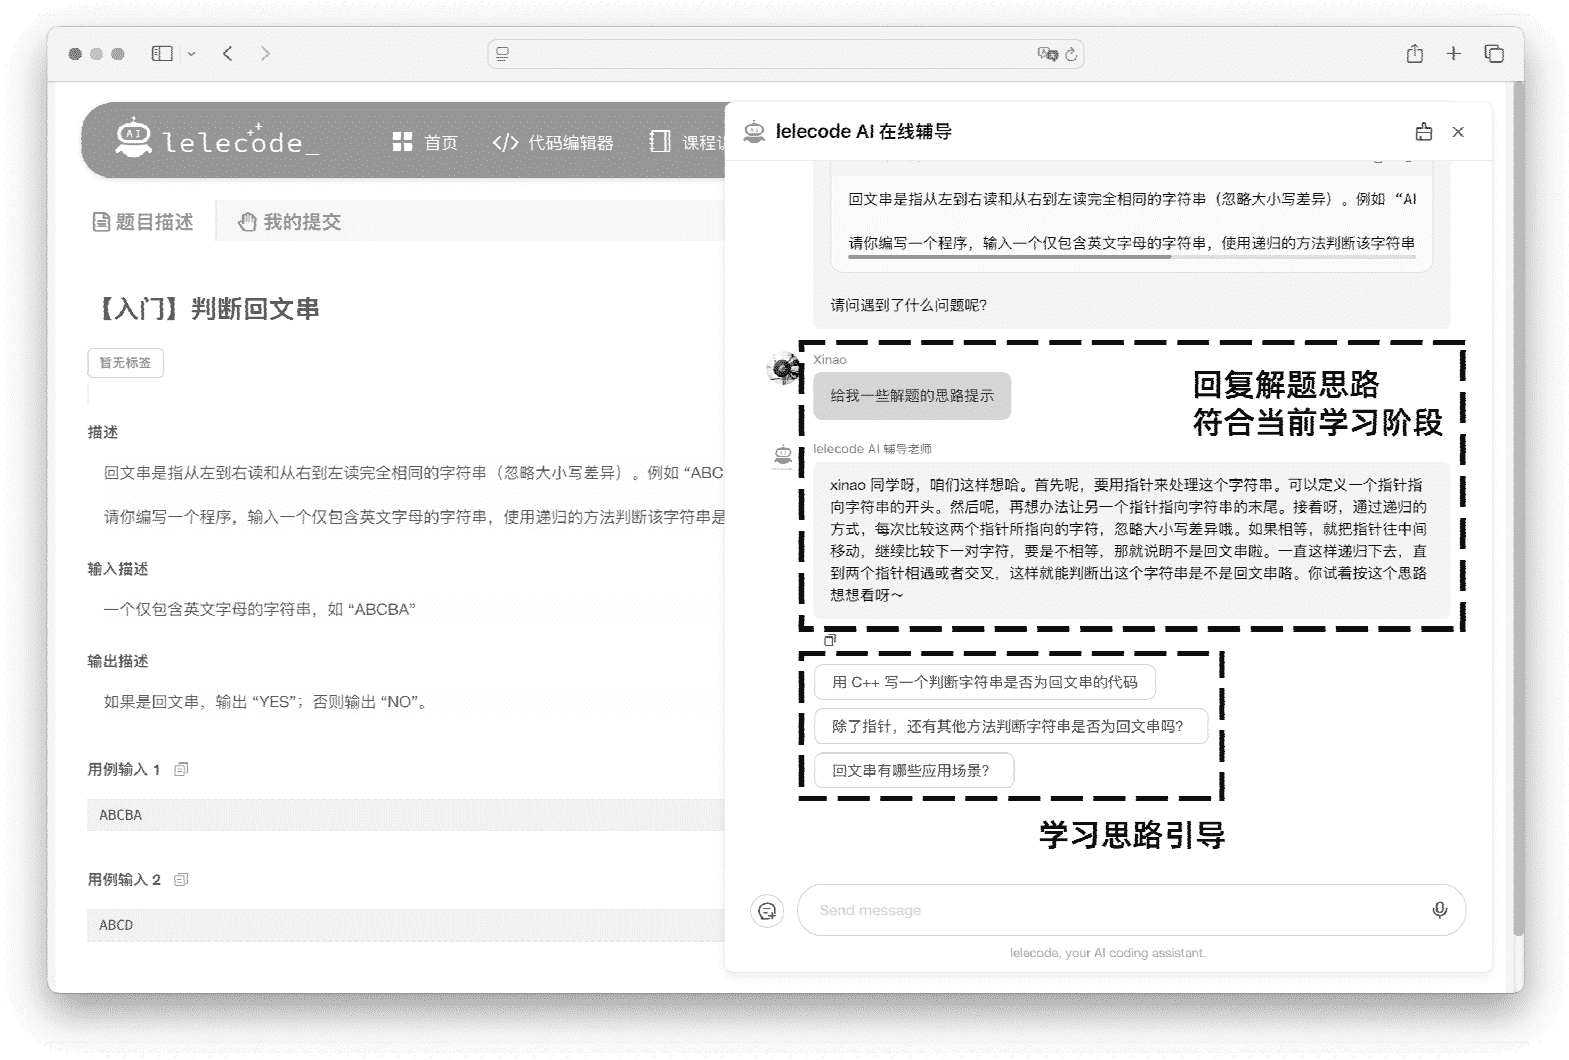 lelecode_
首页
代码编辑器
课程
题目描述
我的提交
【入门】判断回文串
暂无标签
描述
回文串是指从左到右读和从右到左读完全相同的字符串（忽略大小写差异）。例如 “ABC
请你编写一个程序，输入一个仅包含英文字母的字符串，使用递归的方法判断该字符串是
输入描述
一个仅包含英文字母的字符串，如 “ABCBA”
输出描述
如果是回文串，输出 “YES”；否则输出 “NO”。
用例输入 1
ABCBA
用例输入 2
ABCD
lelecode AI 在线辅导
回文串是指从左到右读和从右到左读完全相同的字符串（忽略大小写差异）。例如 “AB
请你编写一个程序，输入一个仅包含英文字母的字符串，使用递归的方法判断该字符串
请问遇到了什么问题呢？
Xinao
给我一些解题的思路提示
回复解题思路
符合当前学习阶段
lelecode AI 辅导老师
xinao 同学呀，咱们这样想哈。首先呢，要用指针来处理这个字符串。可以定义一个指针指
向字符串的开头。然后呢，再想办法让另一个指针指向字符串的末尾。接着呀，通过递归的
方式，每次比较这两个指针所指向的字符，忽略大小写差异哦。如果相等，就把指针往中间
移动，继续比较下一对字符，要是不相等，那就说明不是回文串啦。一直这样递归下去，直
到两个指针相遇或者交叉，这样就能判断出这个字符串是不是回文串咯。你试着按这个思路
想想看呀～
用 C++ 写一个判断字符串是否为回文串的代码
除了指针，还有其他方法判断字符串是否为回文串吗？
回文串有哪些应用场景？
学习思路引导
Send message
lelecode, your AI coding assistant.